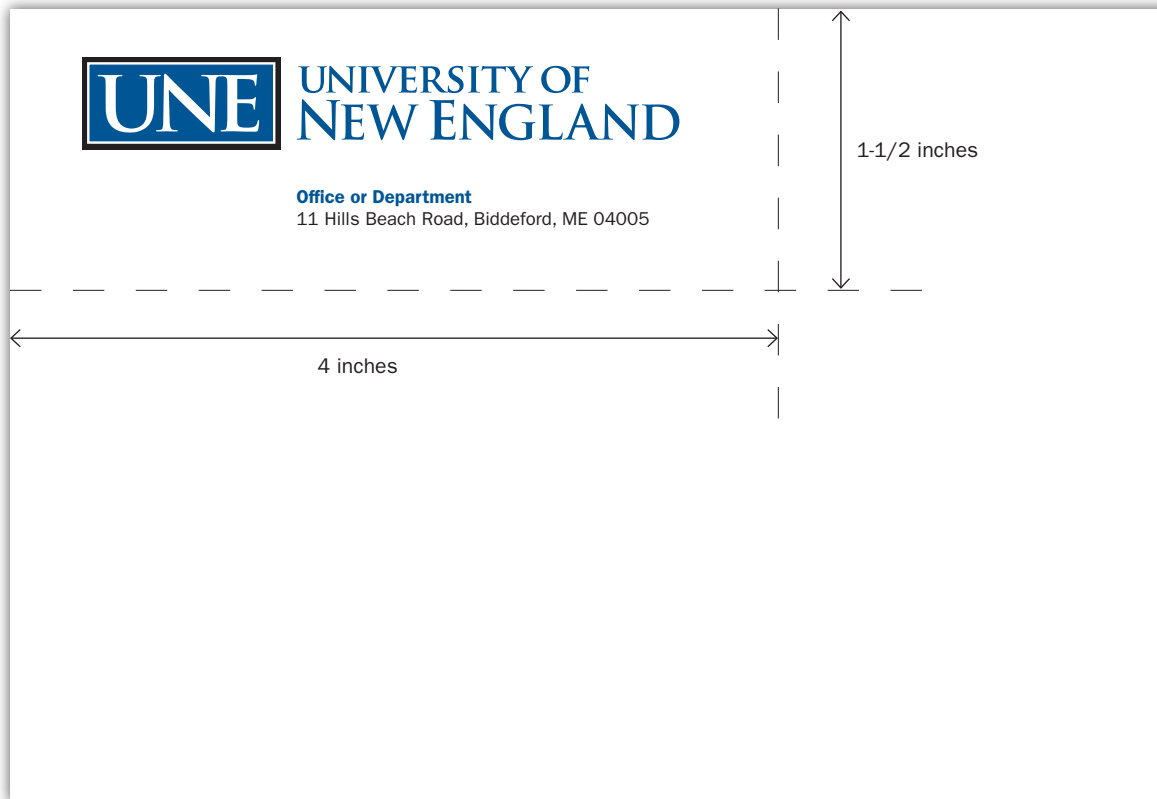 UNE
UNIVERSITY OF
NEW ENGLAND
1-1/2 inches
Office or Department
11 Hills Beach Road, Biddeford, ME 04005
4 inches